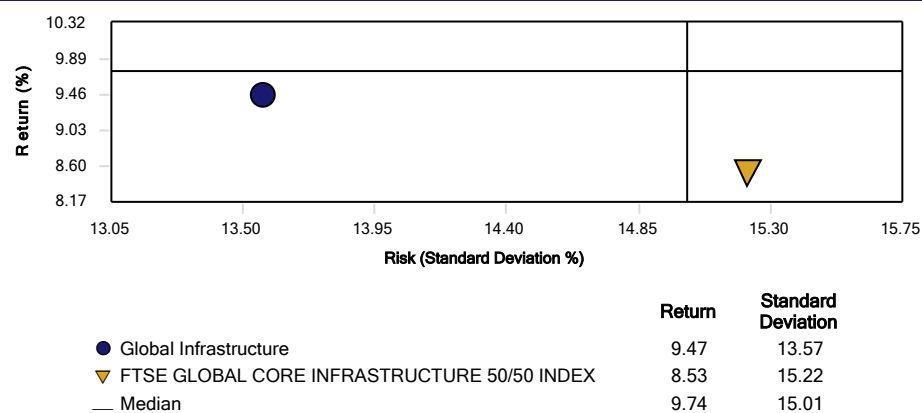 10.32
9.89
9.46
9.03
8.60
8.17
Return (%)
13.05 13.50 13.95 14.40 14.85 15.30 15.75
Risk (Standard Deviation %)
Return Standard Deviation
Global Infrastructure 9.47 13.57
FTSE GLOBAL CORE INFRASTRUCTURE 50/50 INDEX 8.53 15.22
Median 9.74 15.01